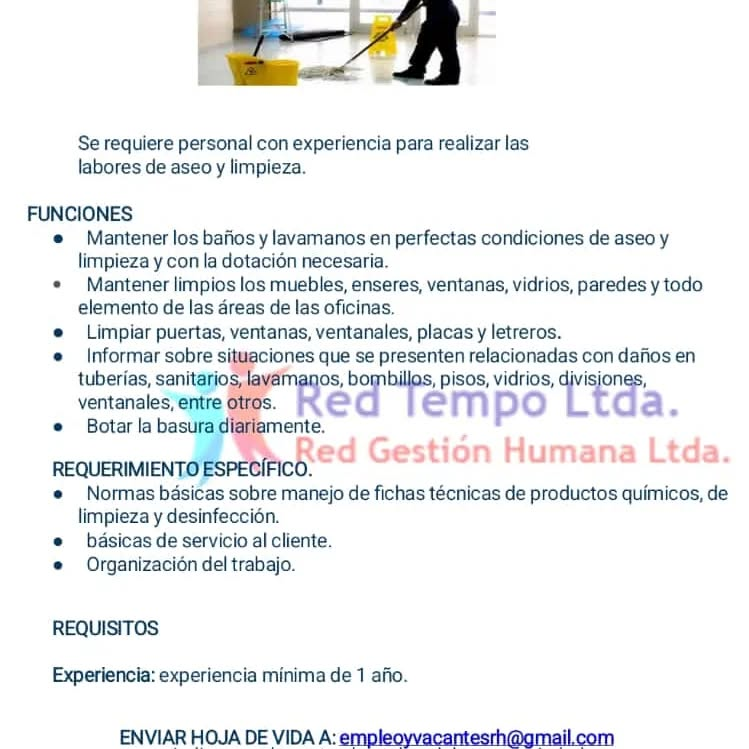 Se requiere personal con experiencia para realizar las
labores de aseo y limpieza.
FUNCIONES
● Mantener los baños y lavamanos en perfectas condiciones de aseo y
limpieza y con la dotación necesaria.
● Mantener limpios los muebles, enseres, ventanas, vidrios, paredes y todo
elemento de las áreas de las oficinas.
● Limpiar puertas, ventanas, ventanales, placas y letreros.
● Informar sobre situaciones que se presenten relacionadas con daños en
tuberías, sanitarios, lavamanos, bombillos, pisos, vidrios, divisiones,
ventanales, entre otros.
Red Tempo Ltda.
● Botar la basura diariamente.
Red Gestión Humana Ltda.
REQUERIMIENTO ESPECÍFICO.
● Normas básicas sobre manejo de fichas técnicas de productos químicos, de
limpieza y desinfección.
● básicas de servicio al cliente.
● Organización del trabajo.
REQUISITOS
Experiencia: experiencia mínima de 1 año.
ENVIAR HOJA DE VIDA A: empleoyvacantesrh@gmail.com